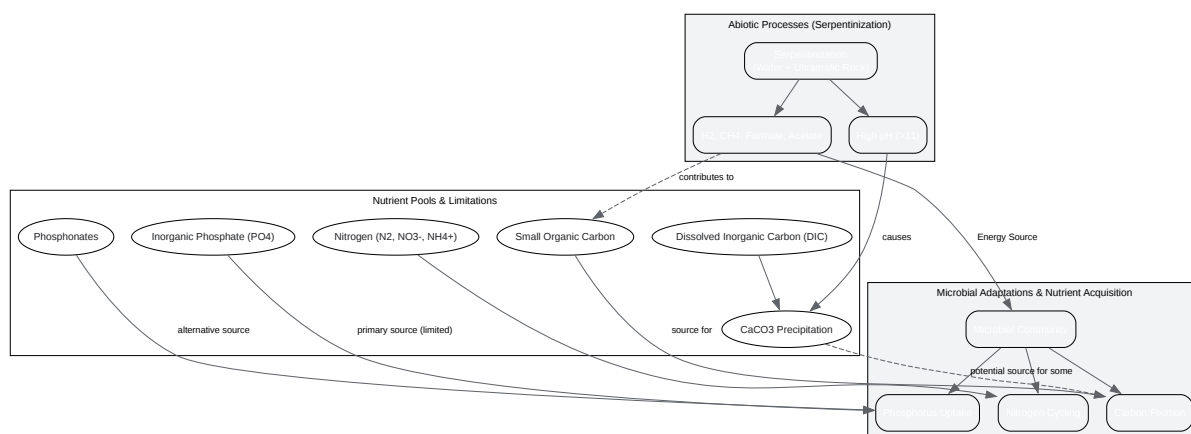 Abiotic Processes (Serpentinization)
Serpentinization
(Water + Ultramafic Rock)
H2, CH4, Formate, Acetate
High pH (>11)
contributes to
Nutrient Pools & Limitations
Phosphonates
Inorganic Phosphate (PO4)
Nitrogen (N2, NO3-, NH4+)
Small Organic Carbon
Dissolved Inorganic Carbon (DIC)
causes
Energy Source
Microbial Adaptations & Nutrient Acquisition
alternative source
primary source (limited)
source for
CaCO3 Precipitation
Microbial Community
potential source for some
Phosphorus Uptake
Nitrogen Cycling
Carbon Fixation